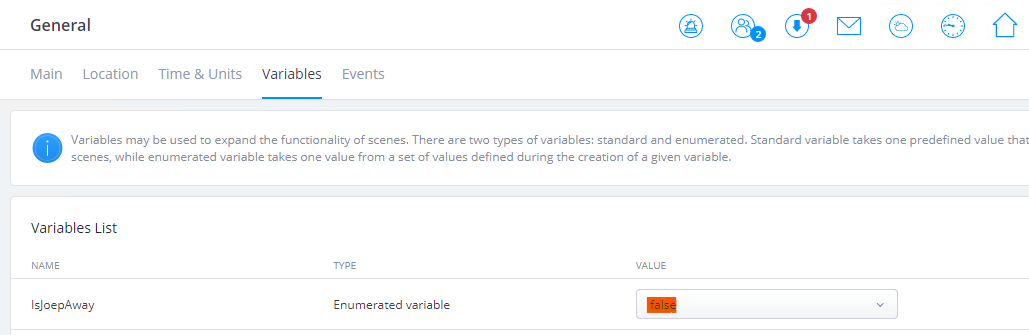 General
1
2
Main Location Time & Units Variables Events
Variables may be used to expand the functionality of scenes. There are two types of variables: standard and enumerated. Standard variable takes one predefined value that
scenes, while enumerated variable takes one value from a set of values defined during the creation of a given variable.
Variables List
NAME TYPE VALUE
IsJoepAway Enumerated variable false